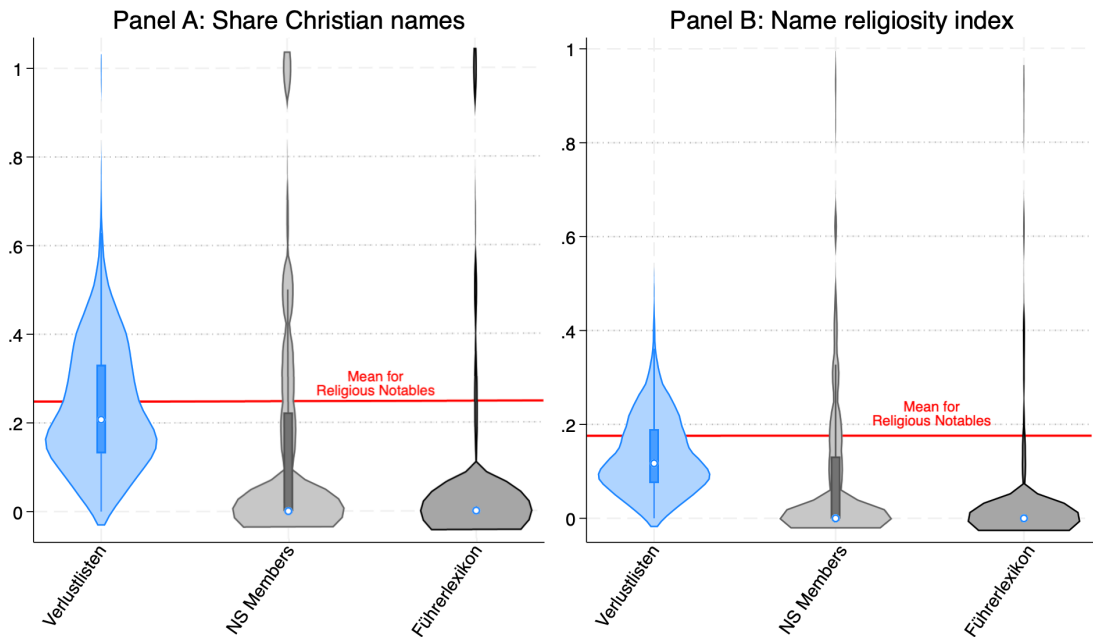 Panel A: Share Christian names
1
.8
.6
.4
.2
0
Mean for
Religious Notables
Verlustlisten
NS Members
Führerlexikon
Panel B: Name religiosity index
1
.8
.6
.4
.2
0
Mean for
Religious Notables
Verlustlisten
NS Members
Führerlexikon